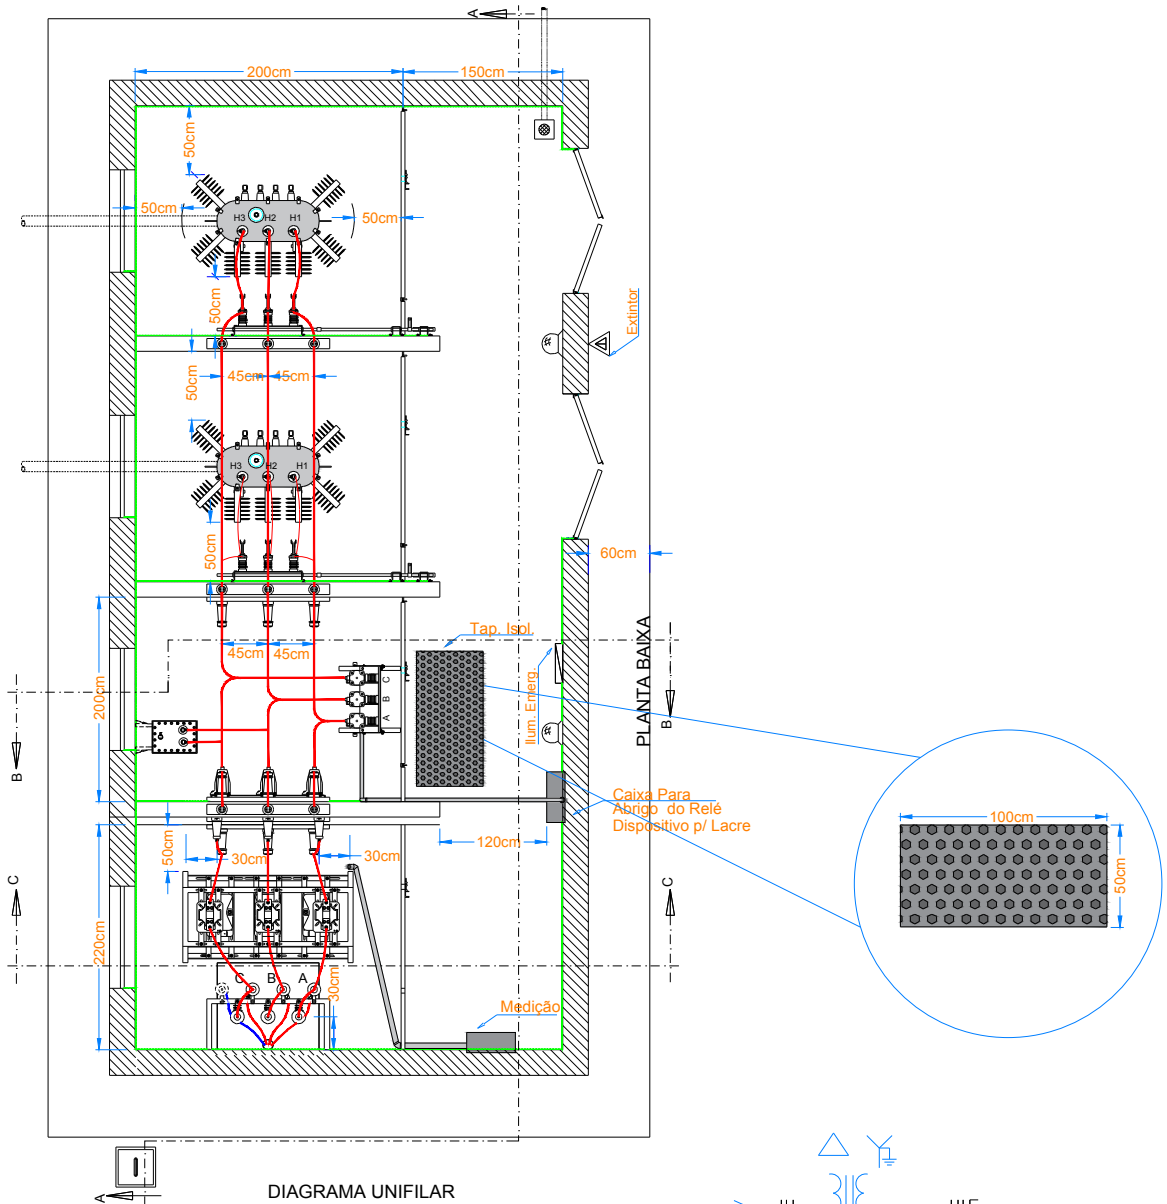 A
200cm
150cm
50cm
50cm
50cm
H3
H2
H1
50cm
Extintor
50cm
45cm
45cm
H3
H2
H1
50cm
60cm
Tap. Isol.
45cm
45cm
Ilum. Emerg.
PLANTA BAIXA
C
B
A
200cm
B
B
Caixa Para
Abrigo do Relé
Dispositivo p/ Lacre
100cm
50cm
50cm
30cm
30cm
120cm
C
C
220cm
C
B
A
30cm
Medição
A
DIAGRAMA UNIFILAR